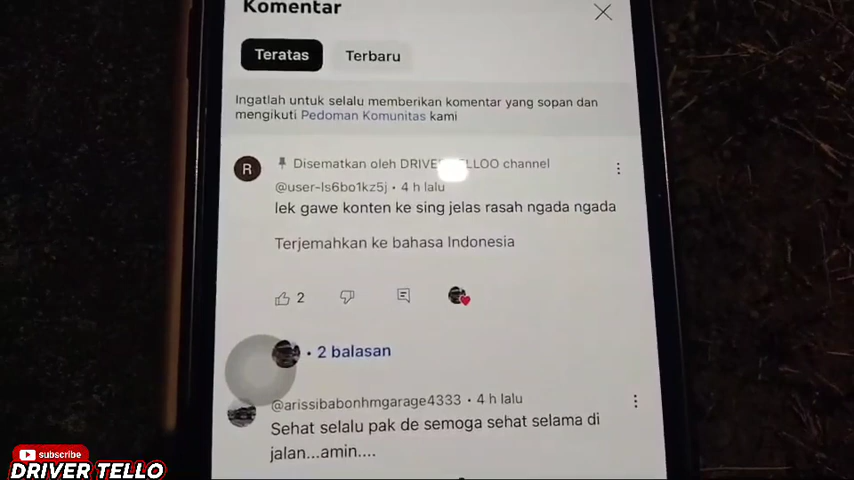 Komentar
Teratas
Terbaru
Ingatlah untuk selalu memberikan komentar yang sopan dan
mengikuti Pedoman Komunitas kami
R
Disematkan oleh DRIVE LLOO channel
@user-ls6bo1kz5j • 4 h lalu
lek gawe konten ke sing jelas rasah ngada ngada
Terjemahkan ke bahasa Indonesia
2
• 2 balasan
@arissibabonhmgarage4333 • 4 h lalu
Sehat selalu pak de semoga sehat selama di
jalan...amin....
subscribe
DRIVER TELLO